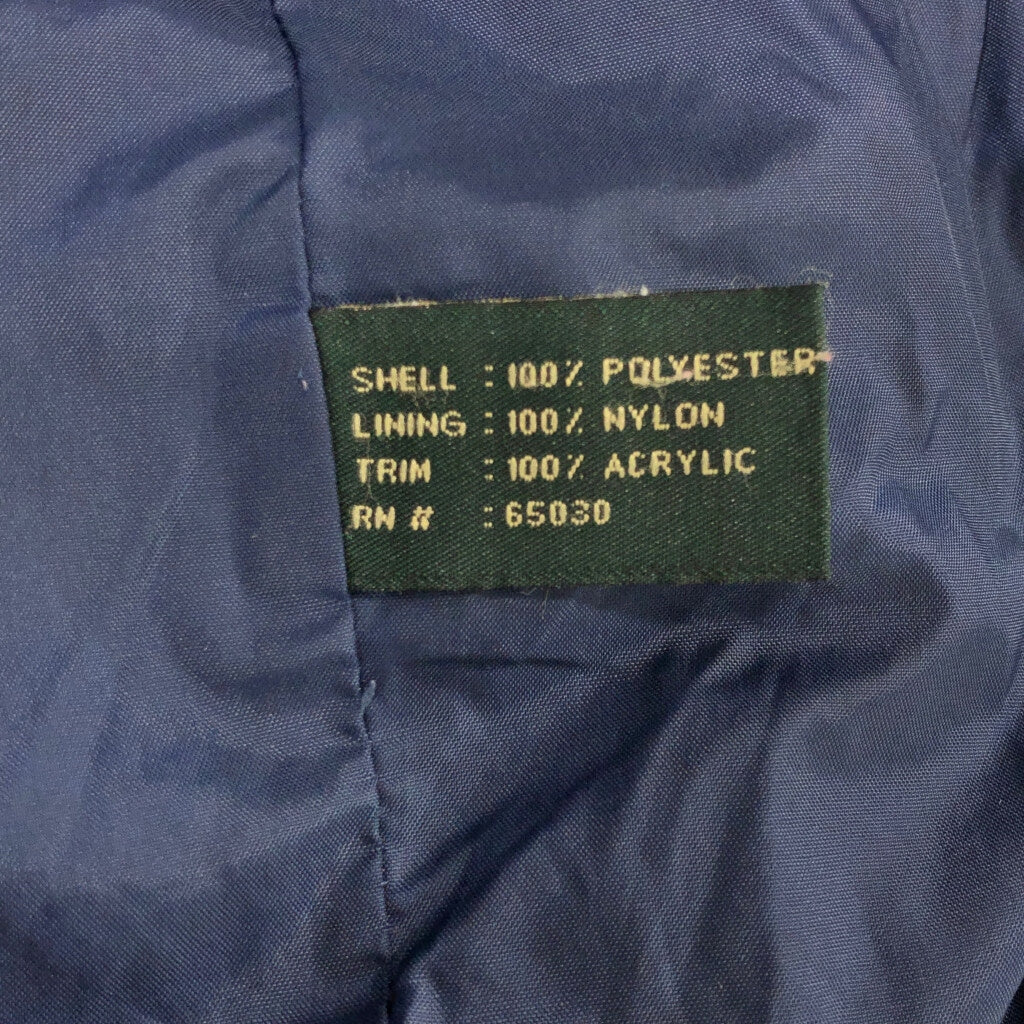 SHELL : 100% POLYESTER
LINING : 100% NYLON
TRIM : 100% ACRYLIC
RN # : 65030